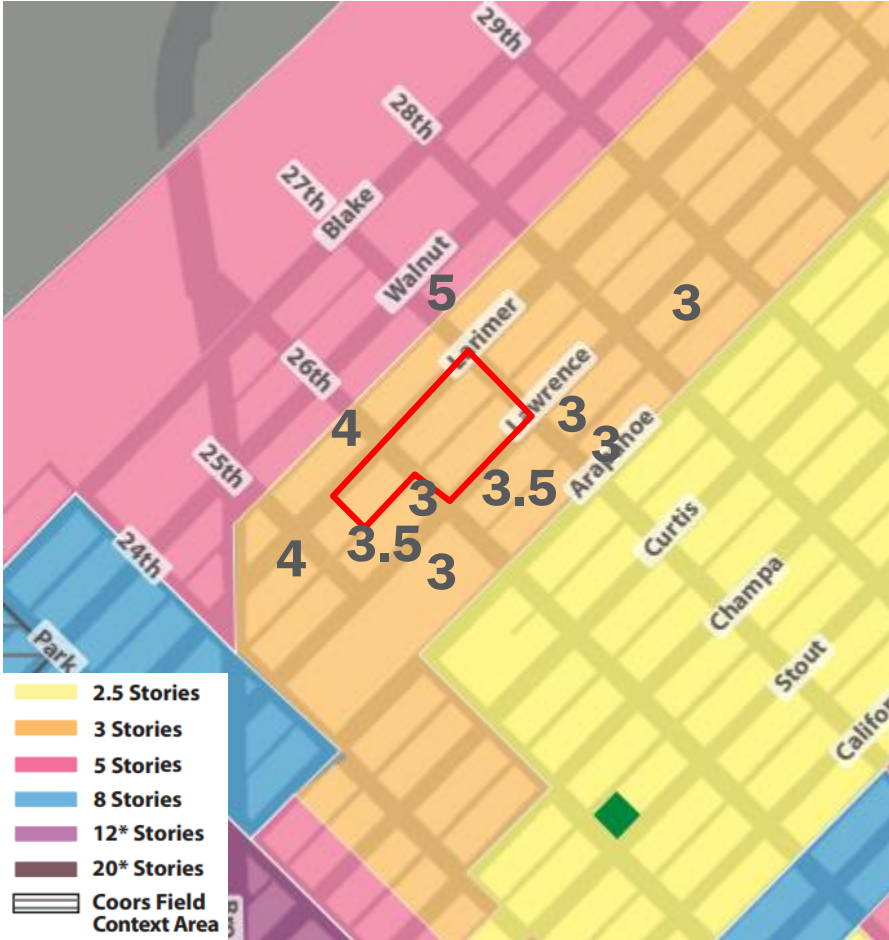 29th
28th
27th
Blake
Walnut
5
3
Larimer
26th
Lawrence
3
4
3
Arapahoe
25th
3.5
3
Curtis
3.5
4
3
24th
Champa
Park
Stout
2.5 Stories
3 Stories
5 Stories
8 Stories
12* Stories
20* Stories
Coors Field
Context Area